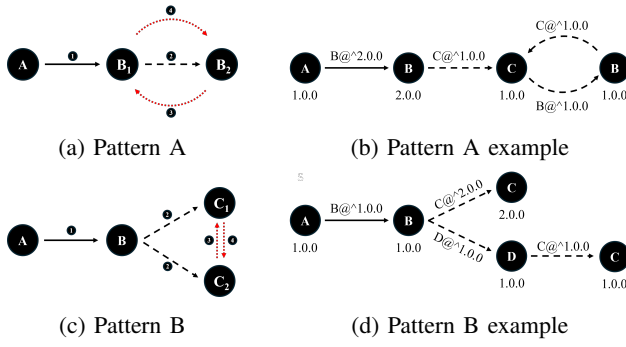 4
A 1 B₁ 2 B₂
3
(a) Pattern A
B@^2.0.0 C@^1.0.0 C@^1.0.0
A B C B
1.0.0 2.0.0 1.0.0 B@^1.0.0 1.0.0
(b) Pattern A example
A 1 B 2 C₁
3 4
2 C₂
(c) Pattern B
B@^1.0.0 C@^2.0.0 C
A B 2.0.0
1.0.0 1.0.0 D@^1.0.0 D C@^1.0.0 C
1.0.0 1.0.0
(d) Pattern B example